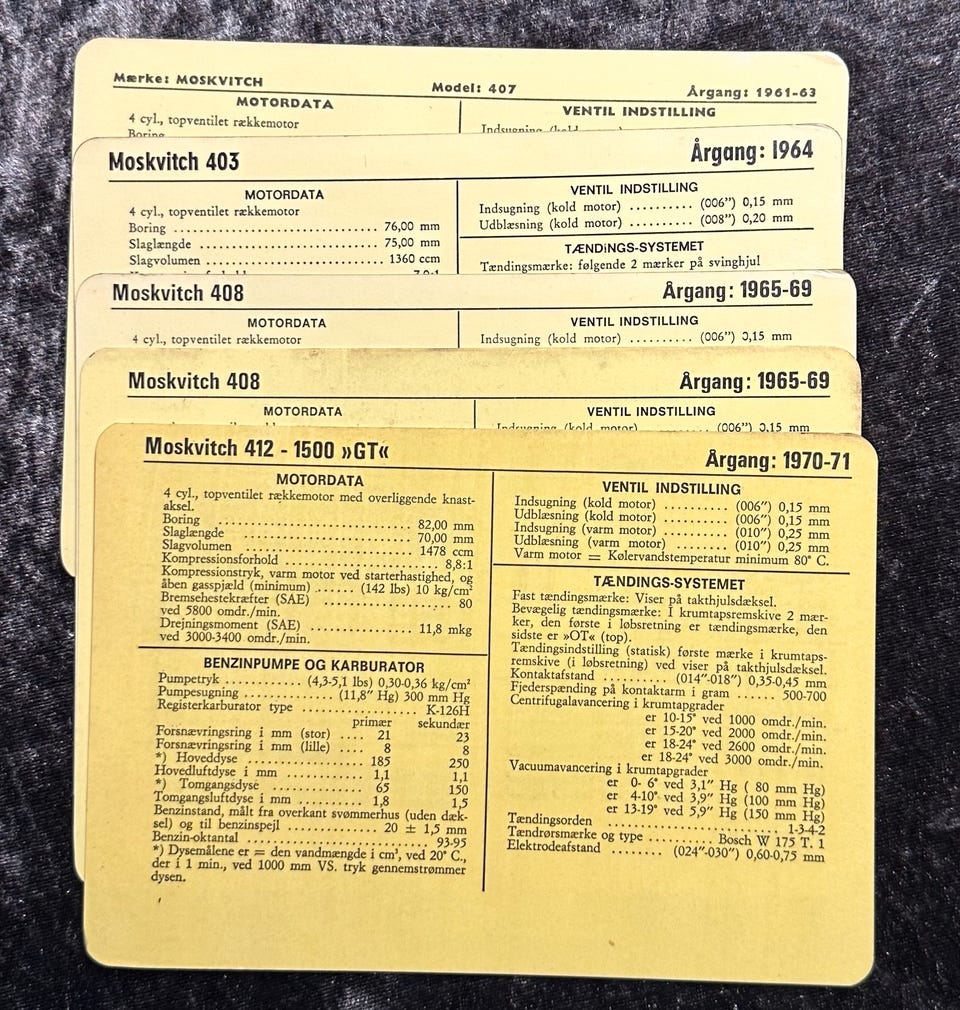 Mærke: MOSKVITCH Model: 407 Årgang: 1961-63
MOTORDATA
4 cyl., topventilet rækkemotor
Boring
VENTIL INDSTILLING
Indsugning (kold
Moskvitch 403 Årgang: 1964
MOTORDATA
4 cyl., topventilet rækkemotor
Boring ............................ 76,00 mm
Slaglængde ........................ 75,00 mm
Slagvolumen ....................... 1360 ccm
VENTIL INDSTILLING
Indsugning (kold motor) .......... (006") 0,15 mm
Udblæsning (kold motor) .......... (008") 0,20 mm
TÆNDINGS-SYSTEMET
Tændingsmærke: følgende 2 mærker på svinghjul
Moskvitch 408 Årgang: 1965-69
MOTORDATA
4 cyl., topventilet rækkemotor
VENTIL INDSTILLING
Indsugning (kold motor) .......... (006") 0,15 mm
Moskvitch 408 Årgang: 1965-69
MOTORDATA
VENTIL INDSTILLING
Indsugning (kold motor) .......... (006") 0,15 mm
Moskvitch 412 - 1500 »GT« Årgang: 1970-71
MOTORDATA
4 cyl., topventilet rækkemotor med overliggende knast-
aksel.
Boring ............................ 82,00 mm
Slaglængde ........................ 70,00 mm
Slagvolumen ....................... 1478 ccm
Kompressionsforhold ............... 8,8:1
Kompressionstryk, varm motor ved starterhastighed, og
åben gasspjæld (minimum) ...... (142 lbs) 10 kg/cm²
Bremsehestekræfter (SAE) .................. 80
ved 5800 omdr./min.
Drejningsmoment (SAE) ................ 11,8 mkg
ved 3000-3400 omdr./min.
BENZINPUMPE OG KARBURATOR
Pumpetryk ........... (4,3-5,1 lbs) 0,30-0,36 kg/cm²
Pumpesugning ............. (11,8" Hg) 300 mm Hg
Registerkarburator type .................. K-126H
primær sekundær
Forsnævringsring i mm (stor) .... 21 23
Forsnævringsring i mm (lille) .... 8 8
*) Hoveddyse .................... 185 250
Hovedluftdyse i mm ............ 1,1 1,1
*) Tomgangsdyse ................. 65 150
Tomgangsluftdyse i mm ......... 1,8 1,5
Benzinstand, målt fra overkant svømmerhus (uden dæk-
sel) og til benzinspejl .............. 20 ± 1,5 mm
Benzin-oktantal ........................ 93-95
*) Dysemålene er = den vandmængde i cm³, ved 20° C.,
der i 1 min., ved 1000 mm VS. tryk gennemstrømmer
dysen.
VENTIL INDSTILLING
Indsugning (kold motor) .......... (006") 0,15 mm
Udblæsning (kold motor) .......... (006") 0,15 mm
Indsugning (varm motor) .......... (010") 0,25 mm
Udblæsning (varm motor) .......... (010") 0,25 mm
Varm motor = Kølervandstemperatur minimum 80° C.
TÆNDINGS-SYSTEMET
Fast tændingsmærke: Viser på takthjulsdæksel.
Bevægelig tændingsmærke: I krumtapsremskive 2 mær-
ker, den første i løbsretning er tændingsmærke, den
sidste er »OT« (top).
Tændingsindstilling (statisk) første mærke i krumtaps-
remskive (i løbsretning) ved viser på takthjulsdæksel.
Kontaktafstand .......... (014"-018") 0,35-0,45 mm
Fjederspænding på kontaktarm i gram ...... 500-700
Centrifugalavancering i krumtapgrader
er 10-15° ved 1000 omdr./min.
er 15-20° ved 2000 omdr./min.
er 18-24° ved 2600 omdr./min.
er 18-24° ved 3000 omdr./min.
Vacuumavancering i krumtapgrader
er 0- 6° ved 3,1" Hg ( 80 mm Hg)
er 4-10° ved 3,9" Hg (100 mm Hg)
er 13-19° ved 5,9" Hg (150 mm Hg)
Tændingsorden ............................ 1-3-4-2
Tændrørsmærke og type .......... Bosch W 175 T. 1
Elektrodeafstand ........ (024"-030") 0,60-0,75 mm